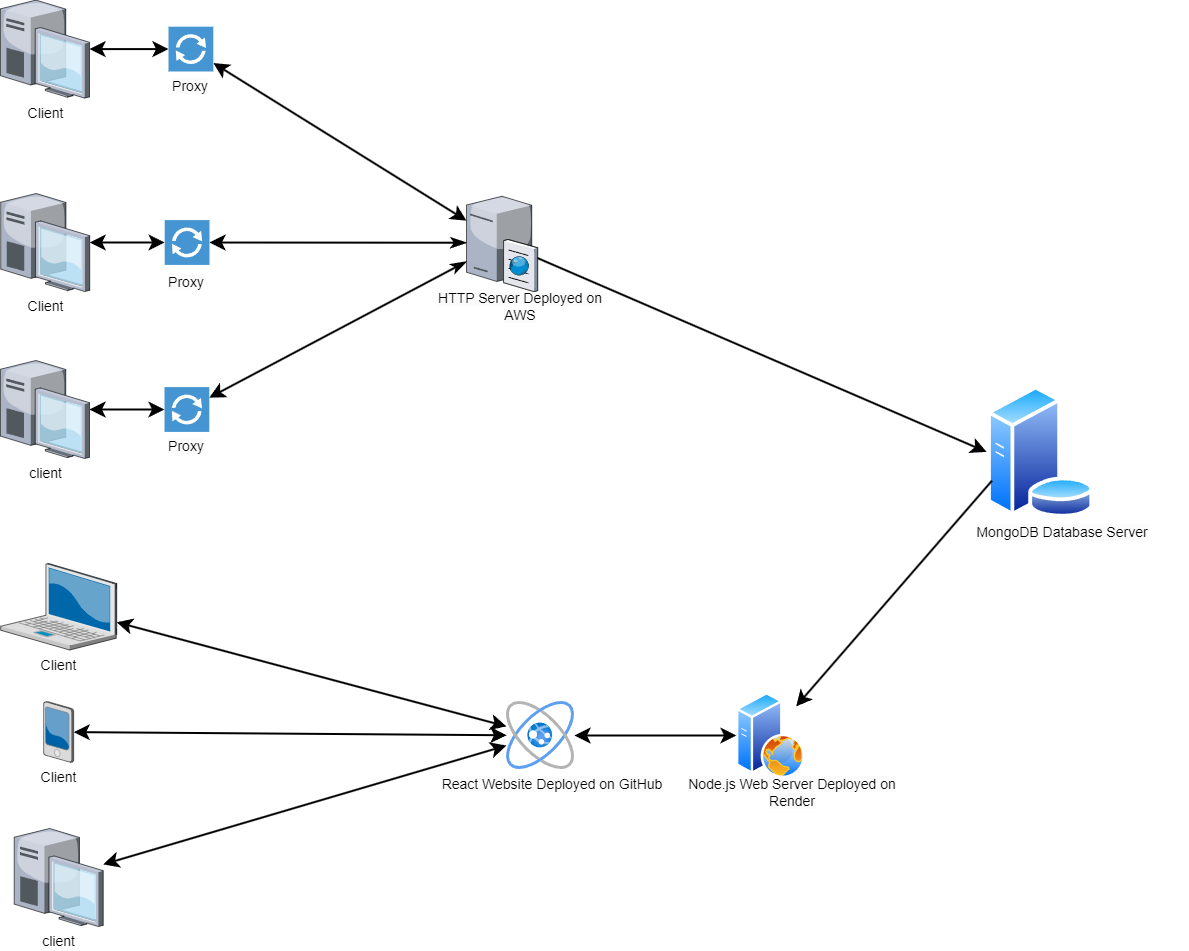 Client
Proxy
Client
Proxy
HTTP Server Deployed on
AWS
client
Proxy
MongoDB Database Server
Client
Client
React Website Deployed on GitHub
Node.js Web Server Deployed on
Render
client